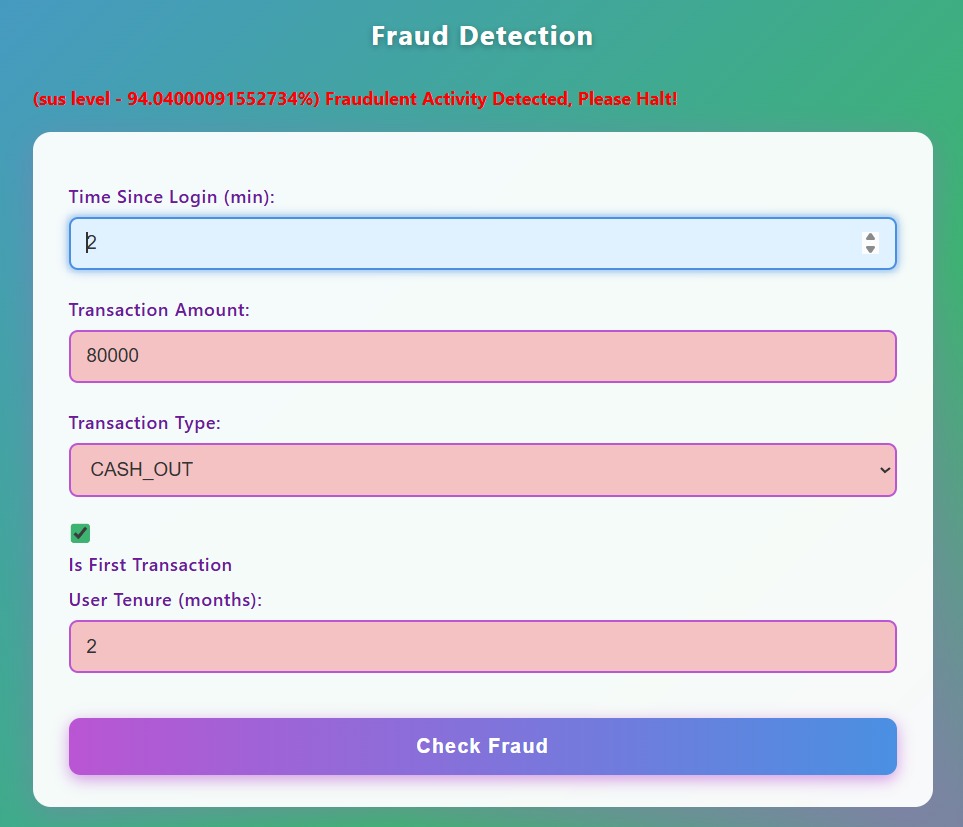 Fraud Detection
(sus level - 94.04000091552734%) Fraudulent Activity Detected, Please Halt!
Time Since Login (min):
2
Transaction Amount:
80000
Transaction Type:
CASH_OUT
Is First Transaction
User Tenure (months):
2
Check Fraud